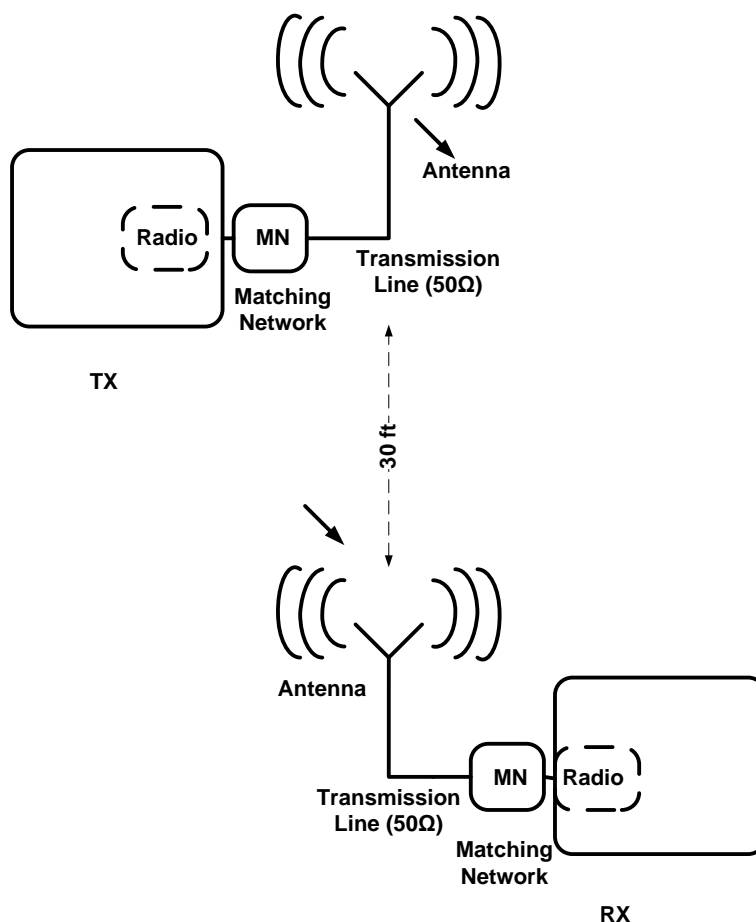 Antenna
Radio
MN
Transmission
Line (50Ω)
Matching
Network
TX
30 ft
Antenna
MN
Radio
Transmission
Line (50Ω)
Matching
Network
RX